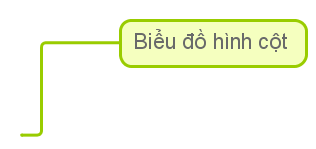 Biểu đồ hình cột